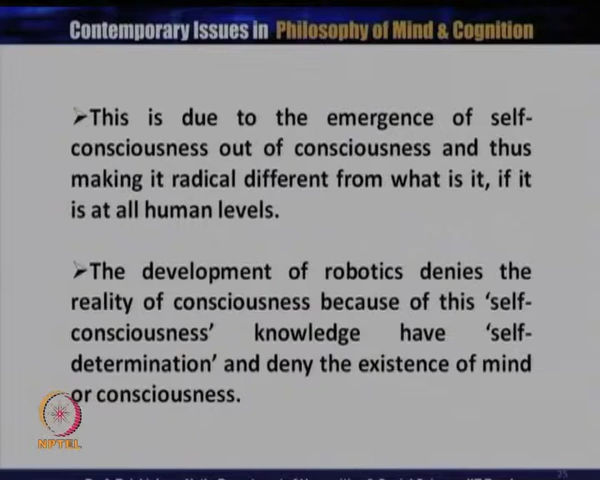 Contemporary Issues in Philosophy of Mind & Cognition
➢This is due to the emergence of self-
consciousness out of consciousness and thus
making it radical different from what is it, if it
is at all human levels.
➢The development of robotics denies the
reality of consciousness because of this ‘self-
consciousness’ knowledge have ‘self-
determination’ and deny the existence of mind
or consciousness.
NPTEL
25